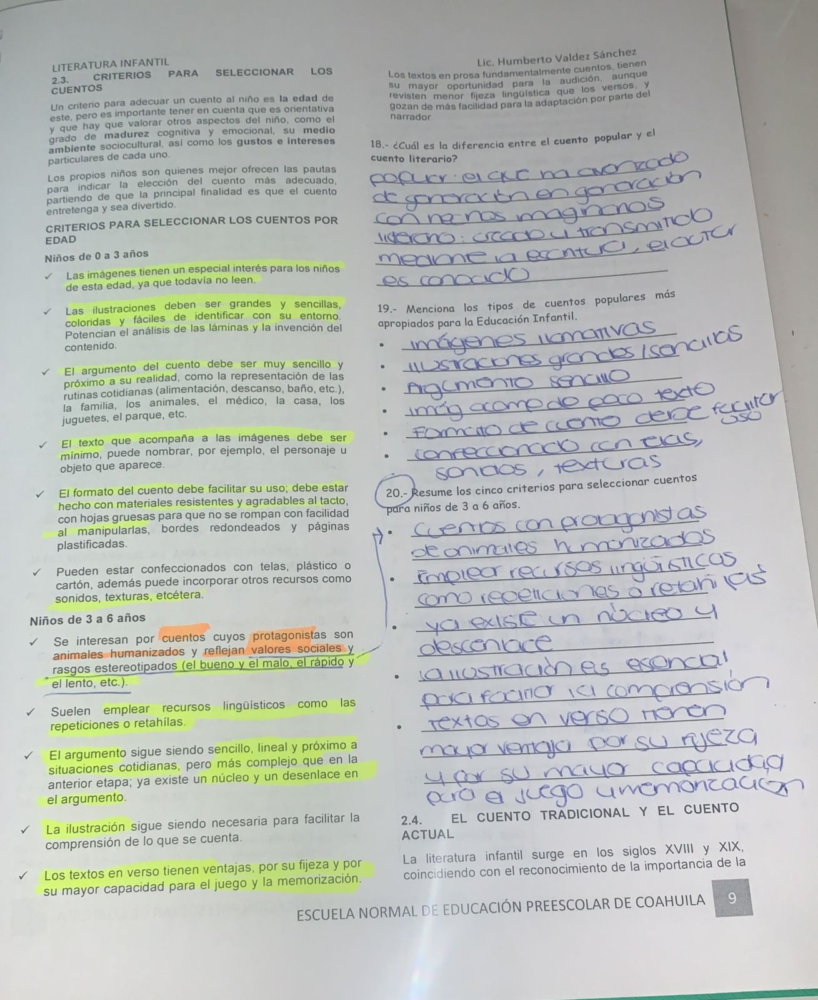 LITERATURA INFANTIL
2.3. CRITERIOS PARA SELECCIONAR LOS
CUENTOS
Un criterio para adecuar un cuento al niño es la edad de
este, pero es importante tener en cuenta que es orientativa
y que hay que valorar otros aspectos del niño, como el
grado de madurez cognitiva y emocional, su medio
ambiente sociocultural, así como los gustos e intereses
particulares de cada uno.
Los propios niños son quienes mejor ofrecen las pautas
para indicar la elección del cuento más adecuado,
partiendo de que la principal finalidad es que el cuento
entretenga y sea divertido.
CRITERIOS PARA SELECCIONAR LOS CUENTOS POR
EDAD
Niños de 0 a 3 años
✓ Las imágenes tienen un especial interés para los niños
de esta edad, ya que todavía no leen.
✓ Las ilustraciones deben ser grandes y sencillas,
coloridas y fáciles de identificar con su entorno.
Potencian el análisis de las láminas y la invención del
contenido.
✓ El argumento del cuento debe ser muy sencillo y
próximo a su realidad, como la representación de las
rutinas cotidianas (alimentación, descanso, baño, etc.),
la familia, los animales, el médico, la casa, los
juguetes, el parque, etc.
✓ El texto que acompaña a las imágenes debe ser
mínimo, puede nombrar, por ejemplo, el personaje u
objeto que aparece.
✓ El formato del cuento debe facilitar su uso; debe estar
hecho con materiales resistentes y agradables al tacto,
con hojas gruesas para que no se rompan con facilidad
al manipularlas, bordes redondeados y páginas
plastificadas.
✓ Pueden estar confeccionados con telas, plástico o
cartón, además puede incorporar otros recursos como
sonidos, texturas, etcétera.
Niños de 3 a 6 años
✓ Se interesan por cuentos cuyos protagonistas son
animales humanizados y reflejan valores sociales y
rasgos estereotipados (el bueno y el malo, el rápido y
el lento, etc.).
✓ Suelen emplear recursos lingüísticos como las
repeticiones o retahílas.
✓ El argumento sigue siendo sencillo, lineal y próximo a
situaciones cotidianas, pero más complejo que en la
anterior etapa; ya existe un núcleo y un desenlace en
el argumento.
✓ La ilustración sigue siendo necesaria para facilitar la
comprensión de lo que se cuenta.
✓ Los textos en verso tienen ventajas, por su fijeza y por
su mayor capacidad para el juego y la memorización.
Lic. Humberto Valdez Sánchez
Los textos en prosa fundamentalmente cuentos, tienen
su mayor oportunidad para la audición, aunque
revisten menor fijeza lingüística que los versos, y
gozan de más facilidad para la adaptación por parte del
narrador.
18.- ¿Cuál es la diferencia entre el cuento popular y el
cuento literario?
popular: el que ha avanzado
de generación en generación
con hechos imaginarios
literario: creado y transmitido
mediante la escritura, el autor
es conocido
19.- Menciona los tipos de cuentos populares más
apropiados para la Educación Infantil.
• imágenes llamativas
• ilustraciones grandes/sencillas
• Argumento sencillo
• imág acompa de poco texto
• Formato de cuento debe facilitar
uso
• confeccionado con telas,
sonidos, texturas
20.- Resume los cinco criterios para seleccionar cuentos
para niños de 3 a 6 años.
• Cuentos con protagonistas
de animales humanizados
• Emplear recursos lingüísticos
como repeticiones o retahílas
• ya existe un núcleo y
desenlace
• la ilustración es esencial
para facilitar la comprensión
• Textos en verso tienen
mayor ventaja por su fijeza
y por su mayor capacidad
para el juego y memorización
2.4. EL CUENTO TRADICIONAL Y EL CUENTO
ACTUAL
La literatura infantil surge en los siglos XVIII y XIX,
coincidiendo con el reconocimiento de la importancia de la
ESCUELA NORMAL DE EDUCACIÓN PREESCOLAR DE COAHUILA 9